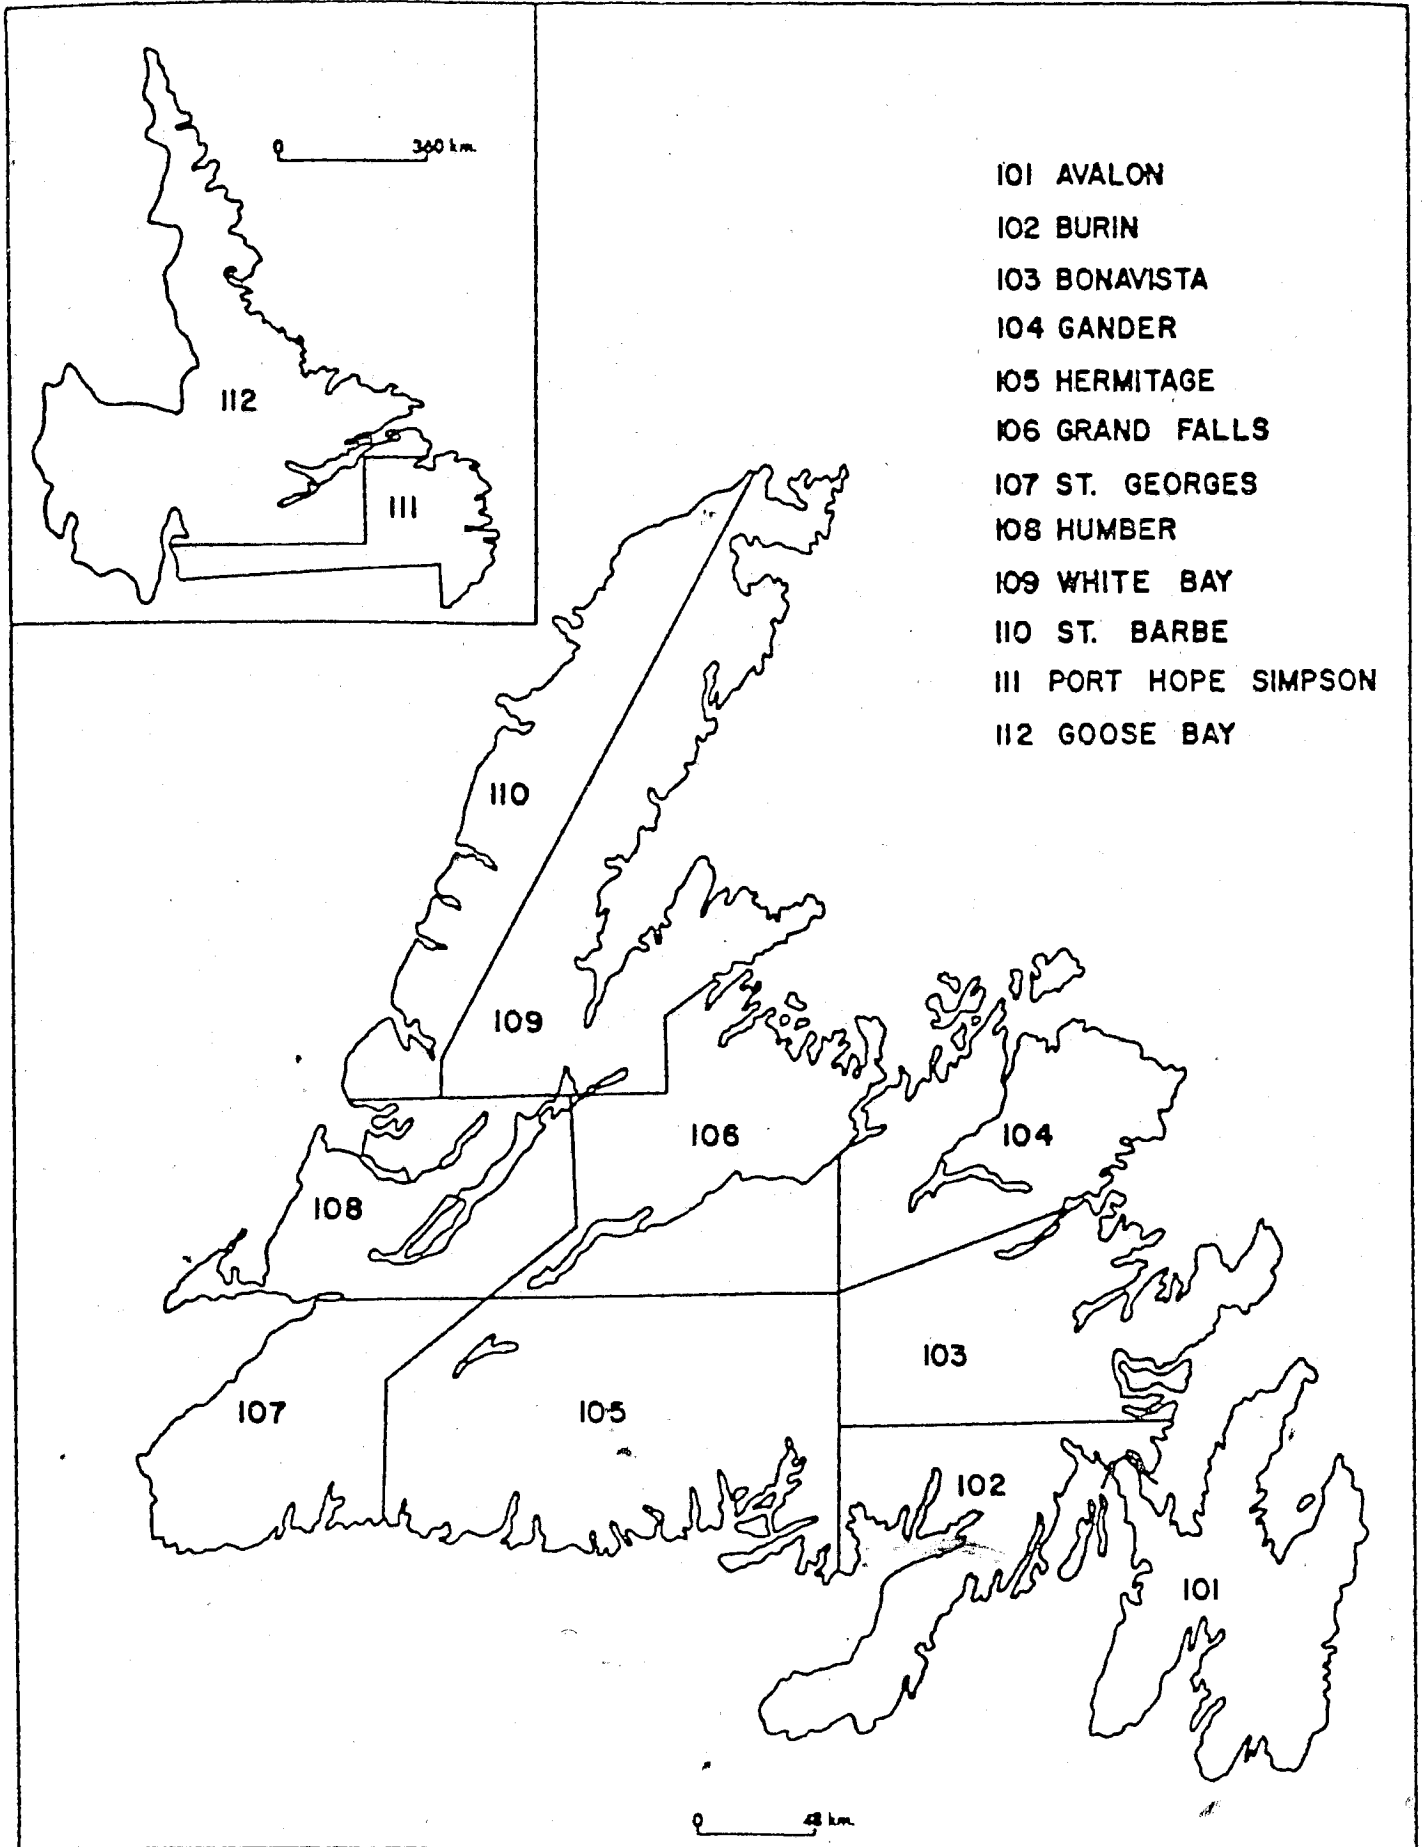 0 360 km.
101 AVALON
102 BURIN
103 BONAVISTA
104 GANDER
105 HERMITAGE
106 GRAND FALLS
107 ST. GEORGES
108 HUMBER
109 WHITE BAY
110 ST. BARBE
111 PORT HOPE SIMPSON
112 GOOSE BAY
112
111
110
109
106
104
108
103
107
105
102
101
0 km.